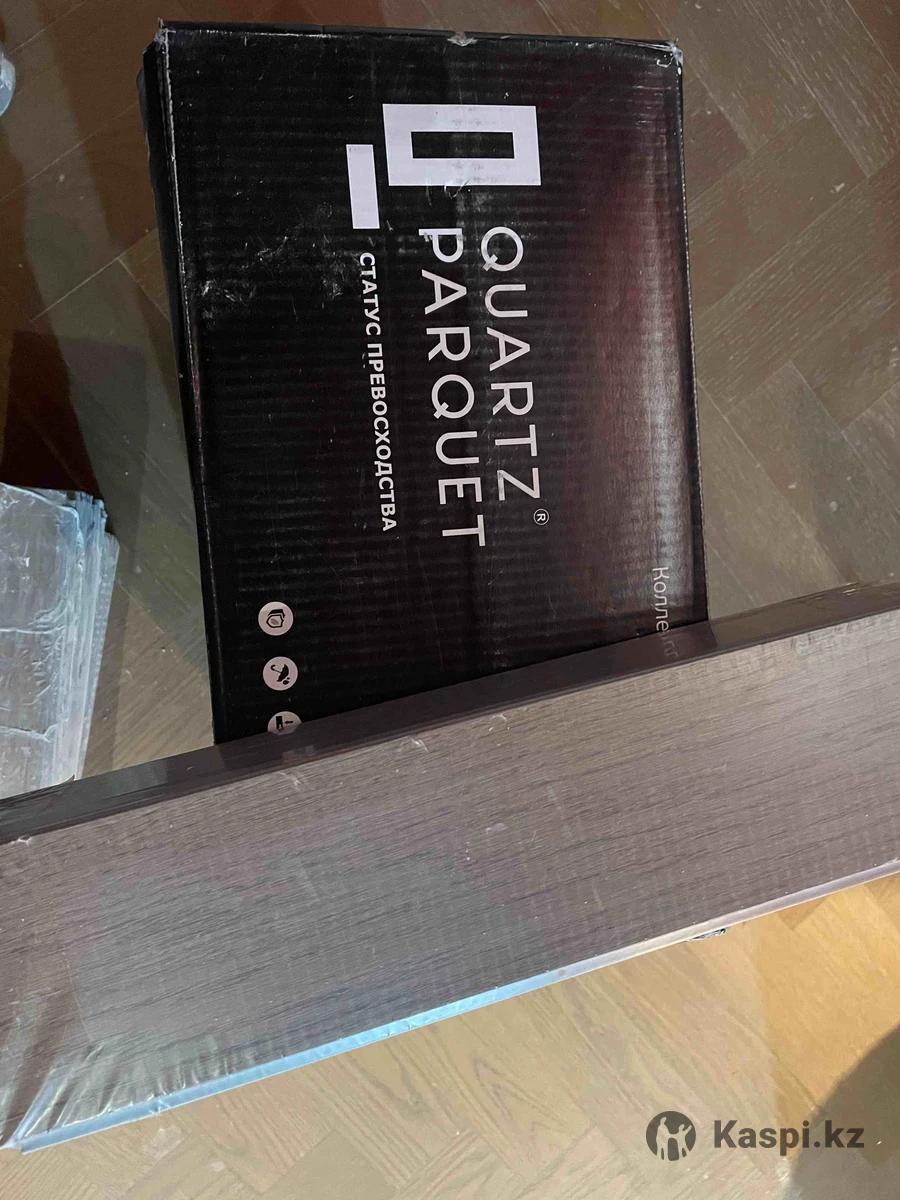 QUARTZ
PARQUET
®
СТАТУС ПРЕВОСХОДСТВА
Kaspi.kz